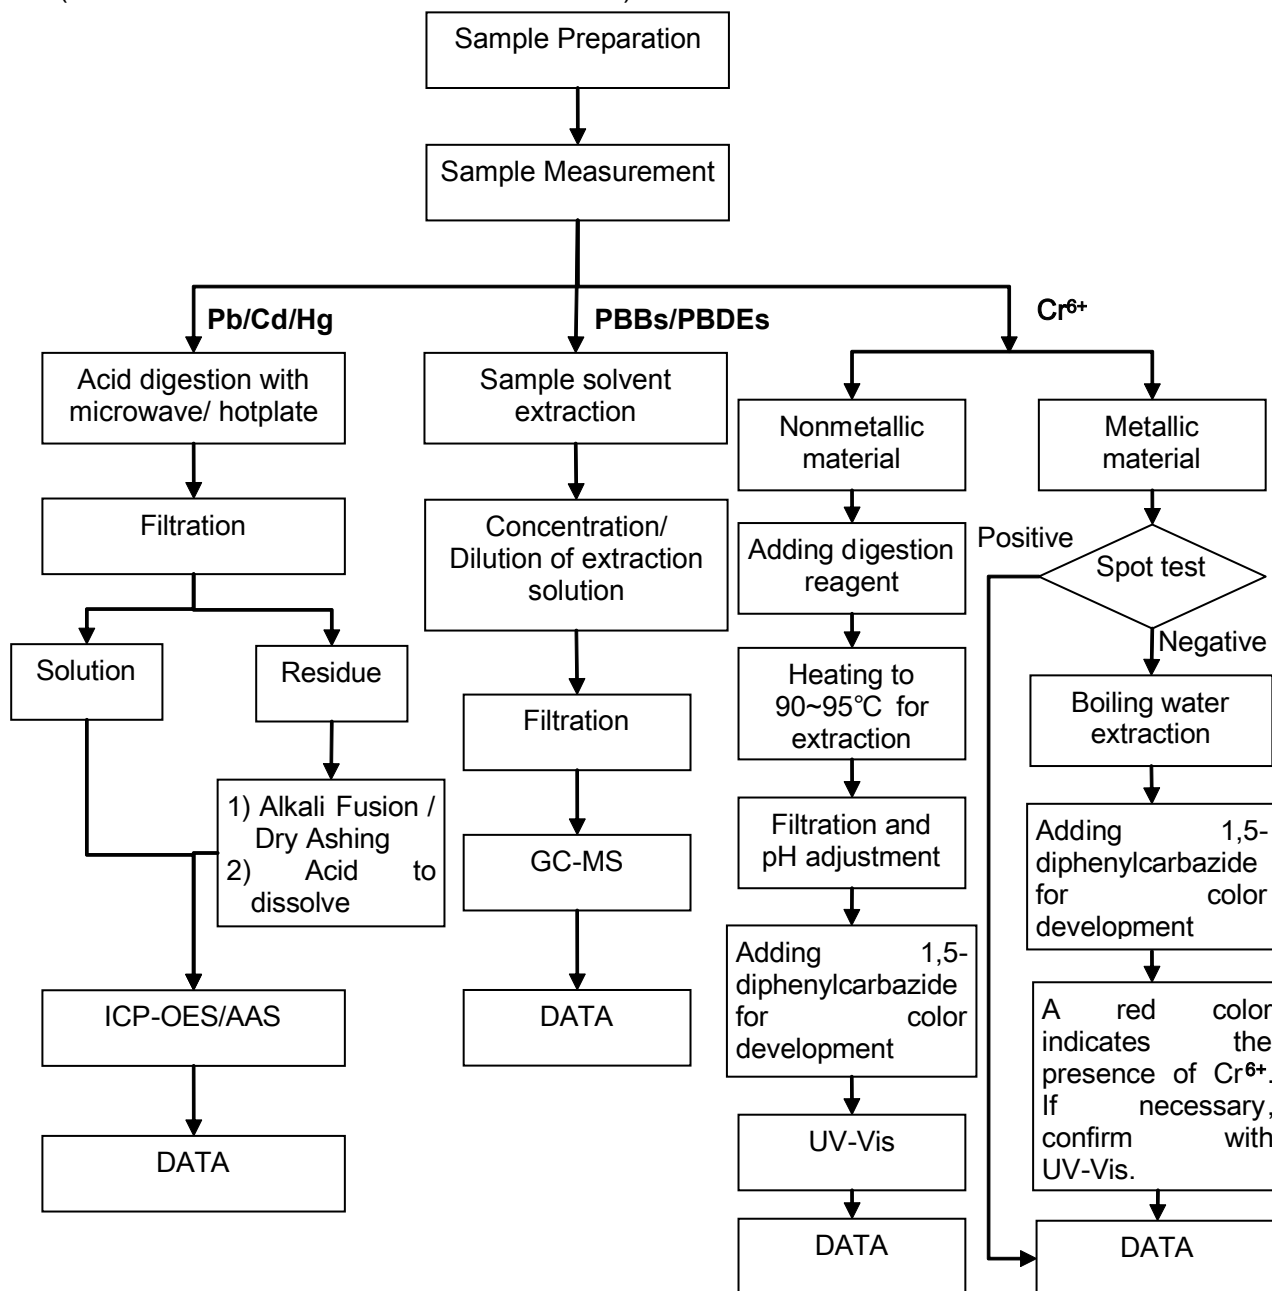 Sample Preparation
Sample Measurement
Pb/Cd/Hg
PBBs/PBDEs
Cr⁶⁺
Acid digestion with
microwave/ hotplate
Filtration
Solution
Residue
1) Alkali Fusion /
Dry Ashing
2) Acid to
dissolve
ICP-OES/AAS
DATA
Sample solvent
extraction
Concentration/
Dilution of extraction
solution
Filtration
GC-MS
DATA
Nonmetallic
material
Adding digestion
reagent
Heating to
90~95℃ for
extraction
Filtration and
pH adjustment
Adding 1,5-
diphenylcarbazide
for color
development
UV-Vis
DATA
Metallic
material
Positive
Spot test
Negative
Boiling water
extraction
Adding 1,5-
diphenylcarbazide
for color
development
A red color
indicates the
presence of Cr⁶⁺.
If necessary,
confirm with
UV-Vis.
DATA